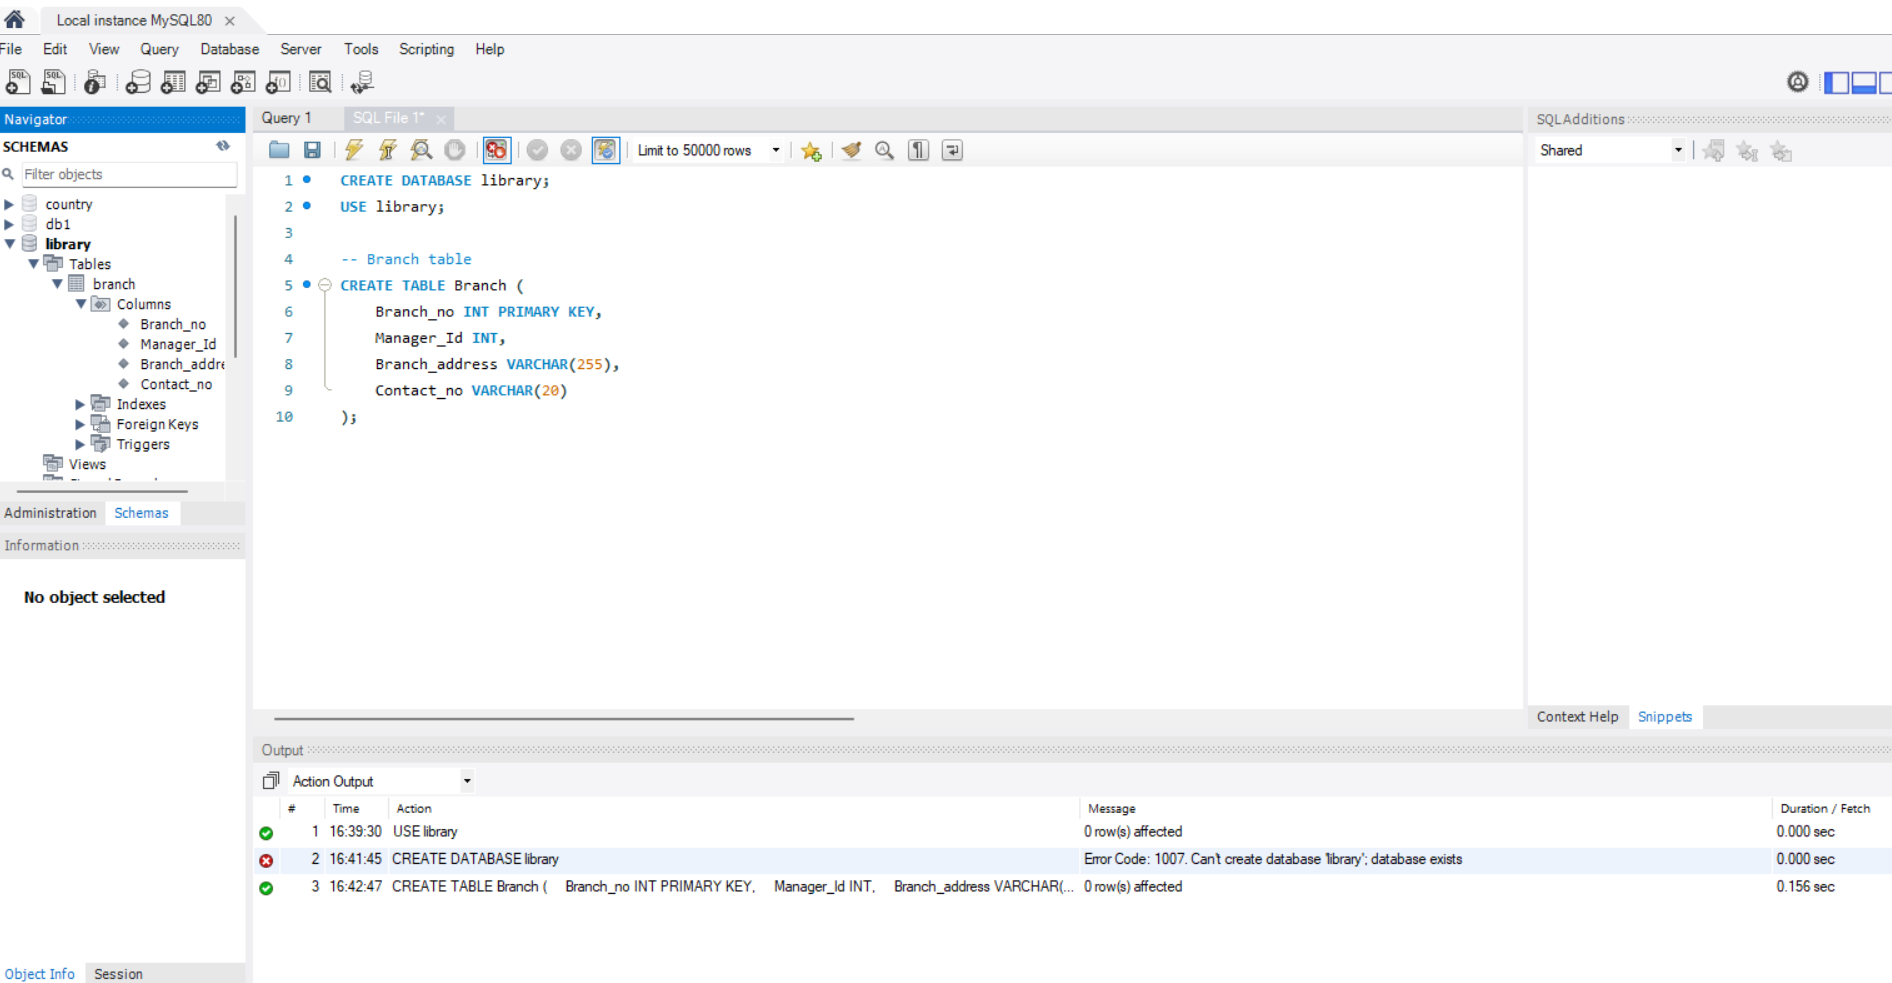 Local instance MySQL80
File Edit View Query Database Server Tools Scripting Help
SQL SQL
Navigator
SCHEMAS
Filter objects
country
db1
library
Tables
branch
Columns
Branch_no
Manager_Id
Branch_addre
Contact_no
Indexes
Foreign Keys
Triggers
Views
Administration Schemas
Information
No object selected
Object Info Session
Query 1 SQL File 1*
Limit to 50000 rows
1 CREATE DATABASE library;
2 USE library;
3
4 -- Branch table
5 CREATE TABLE Branch (
6 Branch_no INT PRIMARY KEY,
7 Manager_Id INT,
8 Branch_address VARCHAR(255),
9 Contact_no VARCHAR(20)
10 );
SQLAdditions
Shared
Context Help Snippets
Output
Action Output
# Time Action Message Duration / Fetch
1 16:39:30 USE library 0 row(s) affected 0.000 sec
2 16:41:45 CREATE DATABASE library Error Code: 1007. Can't create database 'library'; database exists 0.000 sec
3 16:42:47 CREATE TABLE Branch ( Branch_no INT PRIMARY KEY, Manager_Id INT, Branch_address VARCHAR(... 0 row(s) affected 0.156 sec